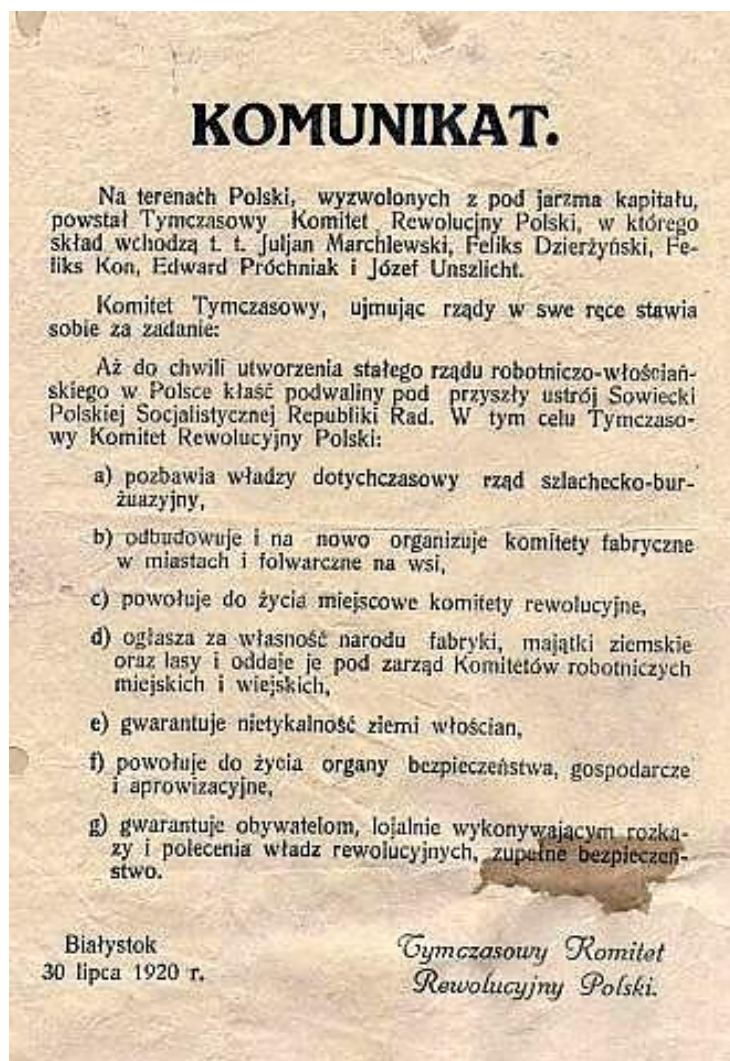 KOMUNIKAT.
Na terenach Polski, wyzwolonych z pod jarzma kapitału,
powstał Tymczasowy Komitet Rewolucjny Polski, w którego
skład wchodzą t. t. Juljan Marchlewski, Feliks Dzierżyński, Fe-
liks Kon, Edward Próchniak i Józef Unszlicht.
Komitet Tymczasowy, ujmując rządy w swe ręce stawia
sobie za zadanie:
Aż do chwili utworzenia stałego rządu robotniczo-włościań-
skiego w Polsce kłaść podwaliny pod przyszły ustrój Sowiecki
Polskiej Socjalistycznej Republiki Rad. W tym celu Tymczaso-
wy Komitet Rewolucyjny Polski:
a) pozbawia władzy dotychczasowy rząd szlachecko-bur-
żuazyjny,
b) odbudowuje i na nowo organizuje komitety fabryczne
w miastach i folwarczne na wsi,
c) powołuje do życia miejscowe komitety rewolucyjne,
d) ogłasza za własność narodu fabryki, majątki ziemskie
oraz lasy i oddaje je pod zarząd Komitetów robotniczych
miejskich i wiejskich,
e) gwarantuje nietykalność ziemi włościan,
f) powołuje do życia organy bezpieczeństwa, gospodarcze
i aprowizacyjne,
g) gwarantuje obywatelom, lojalnie wykonywającym rozka-
zy i polecenia władz rewolucyjnych, zupełne bezpieczeń-
stwo.
Białystok
30 lipca 1920 r.
Tymczasowy Komitet
Rewolucyjny Polski.